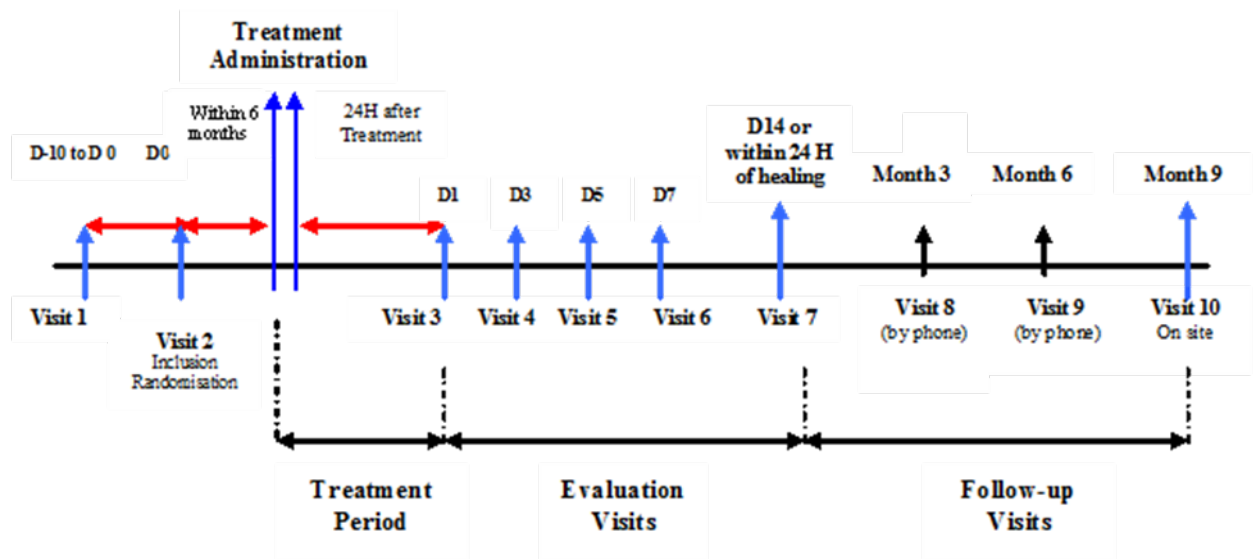 Treatment
Administration
Within 6
months
24H after
Treatment
D-10 to D 0
D0
D1
D3
D5
D7
D14 or
within 24 H
of healing
Month 3
Month 6
Month 9
Visit 1
Visit 2
Inclusion
Randomisation
Visit 3
Visit 4
Visit 5
Visit 6
Visit 7
Visit 8
(by phone)
Visit 9
(by phone)
Visit 10
On site
Treatment
Period
Evaluation
Visits
Follow-up
Visits